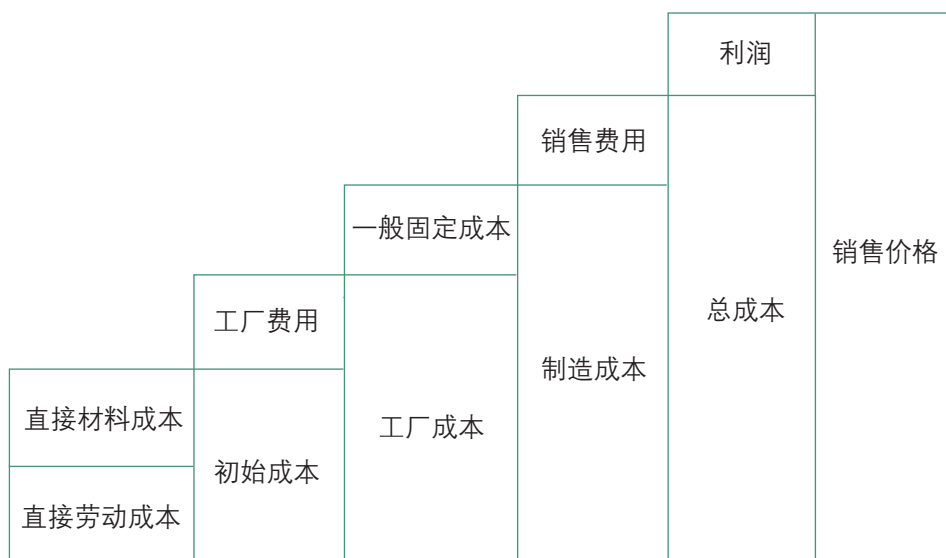 利润
销售费用
一般固定成本
销售价格
工厂费用
总成本
制造成本
直接材料成本
工厂成本
初始成本
直接劳动成本